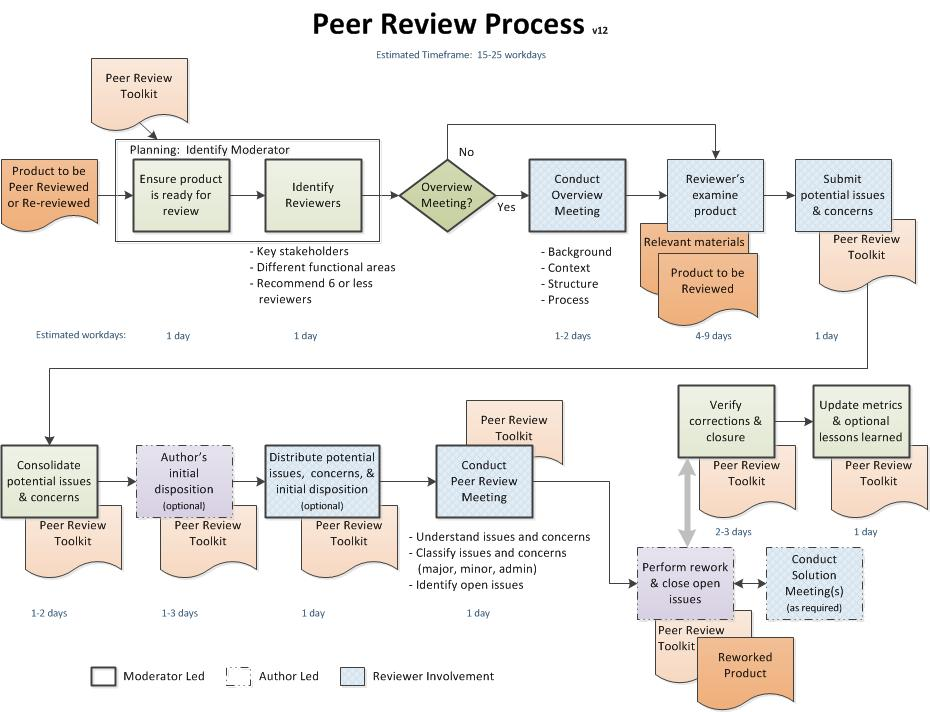 Peer Review Process v12
Estimated Timeframe: 15-25 workdays
Peer Review
Toolkit
Planning: Identify Moderator
Product to be
Peer Reviewed
or Re-reviewed
Ensure product
is ready for
review
Identify
Reviewers
- Key stakeholders
- Different functional areas
- Recommend 6 or less
reviewers
Overview
Meeting?
No
Yes
Conduct
Overview
Meeting
- Background
- Context
- Structure
- Process
Reviewer's
examine
product
Relevant materials
Product to be
Reviewed
Submit
potential issues
& concerns
Peer Review
Toolkit
Estimated workdays:
1 day
1 day
1-2 days
4-9 days
1 day
Consolidate
potential issues
& concerns
Peer Review
Toolkit
Author's
initial
disposition
(optional)
Peer Review
Toolkit
Distribute potential
issues, concerns, &
initial disposition
(optional)
Peer Review
Toolkit
Peer Review
Toolkit
Conduct
Peer Review
Meeting
- Understand issues and concerns
- Classify issues and concerns
(major, minor, admin)
- Identify open issues
1-2 days
1-3 days
1 day
1 day
Verify
corrections &
closure
Peer Review
Toolkit
2-3 days
Update metrics
& optional
lessons learned
Peer Review
Toolkit
1 day
Perform rework
& close open
issues
Peer Review
Toolkit
Reworked
Product
Conduct
Solution
Meeting(s)
(as required)
Moderator Led
Author Led
Reviewer Involvement